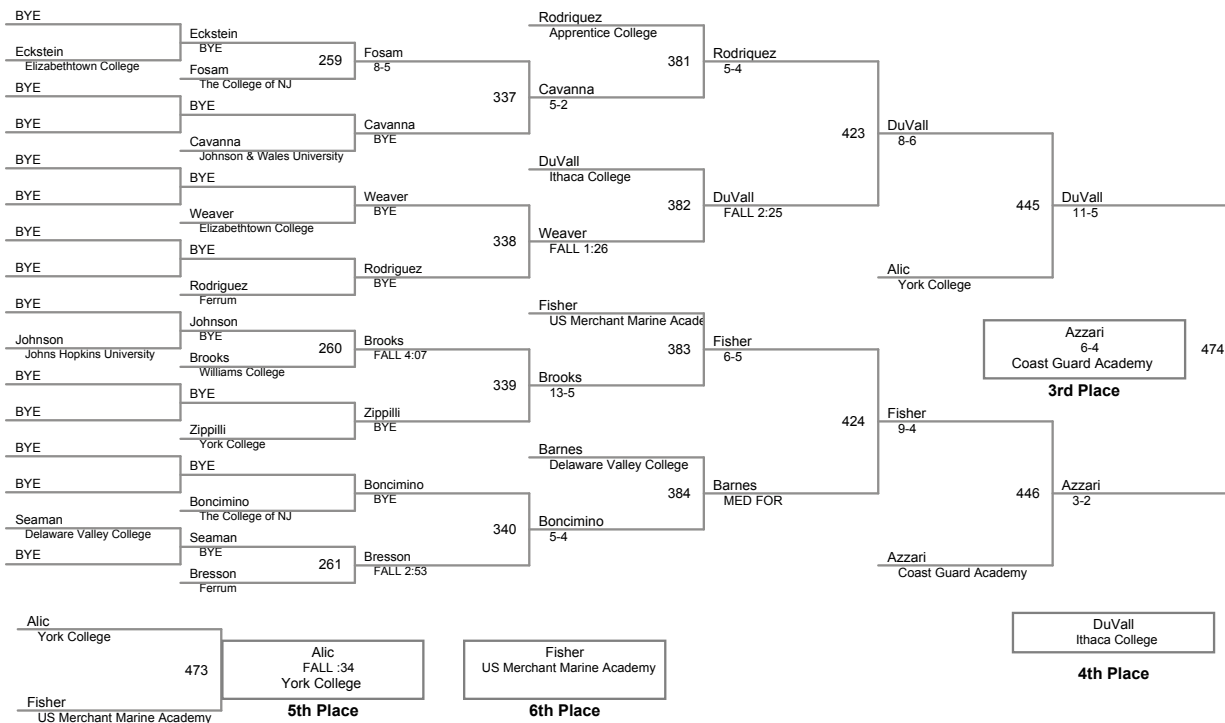 BYE
Eckstein
Elizabethtown College
BYE
BYE
BYE
BYE
BYE
BYE
BYE
Johnson
Johns Hopkins University
BYE
BYE
BYE
BYE
Seaman
Delaware Valley College
BYE
Eckstein
BYE
259
Fosam
The College of NJ
BYE
Cavanna
Johnson & Wales University
BYE
Weaver
Elizabethtown College
BYE
Rodriguez
Ferrum
Johnson
BYE
260
Brooks
Williams College
BYE
Zippilli
York College
BYE
Boncimino
The College of NJ
Seaman
BYE
261
Bresson
Ferrum
Fosam
8-5
337
Cavanna
BYE
Weaver
BYE
338
Rodriguez
BYE
Brooks
FALL 4:07
339
Zippilli
BYE
Boncimino
BYE
340
Bresson
FALL 2:53
Rodriquez
Apprentice College
381
Cavanna
5-2
DuVall
Ithaca College
382
Weaver
FALL 1:26
Fisher
US Merchant Marine Acade
383
Brooks
13-5
Barnes
Delaware Valley College
384
Boncimino
5-4
Rodriquez
5-4
423
DuVall
FALL 2:25
Fisher
6-5
424
Barnes
MED FOR
DuVall
8-6
445
Alic
York College
Fisher
9-4
446
Azzari
Coast Guard Academy
DuVall
11-5
Azzari
6-4
Coast Guard Academy
474
3rd Place
Azzari
3-2
DuVall
Ithaca College
4th Place
Alic
York College
473
Fisher
US Merchant Marine Academy
Alic
FALL :34
York College
5th Place
Fisher
US Merchant Marine Academy
6th Place